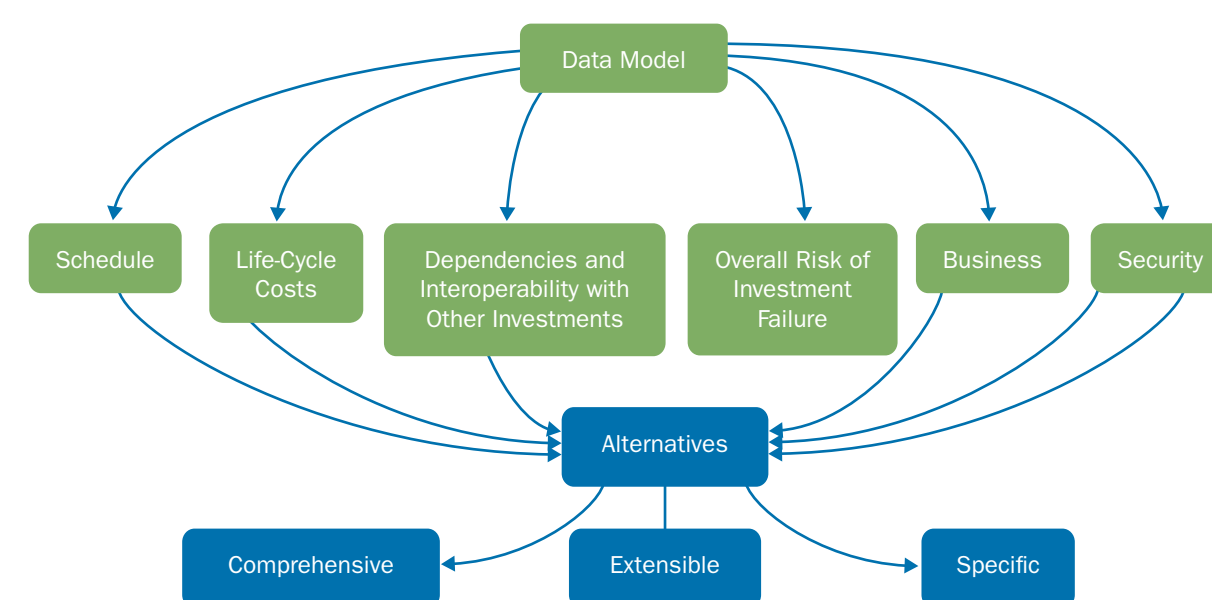 Data Model
Schedule
Life-Cycle
Costs
Dependencies and
Interoperability with
Other Investments
Overall Risk of
Investment
Failure
Business
Security
Alternatives
Comprehensive
Extensible
Specific